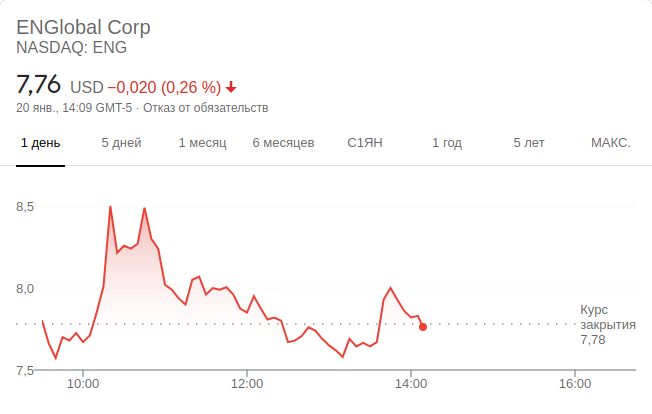 ENGlobal Corp
NASDAQ: ENG
7,76 USD −0,020 (0,26 %)
20 янв., 14:09 GMT-5 · Отказ от обязательств
1 день 5 дней 1 месяц 6 месяцев С1ЯН 1 год 5 лет МАКС.
8,5
8,0
Курс
закрытия
7,78
7,5
10:00 12:00 14:00 16:00